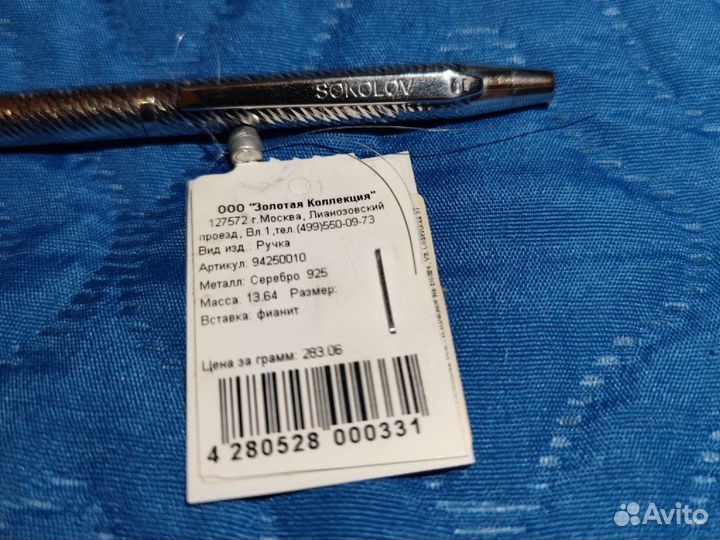 SOKOLOV
ООО "Золотая Коллекция"
127572 г.Москва, Лианозовский
проезд, Вл.1,тел.(499)550-09-73
Вид изд.: Ручка
Артикул: 94250010
Металл: Серебро 925
Масса: 13.64 Размер:
Вставка: фианит
Цена за грамм: 283.06
4 280528 000331
Avito